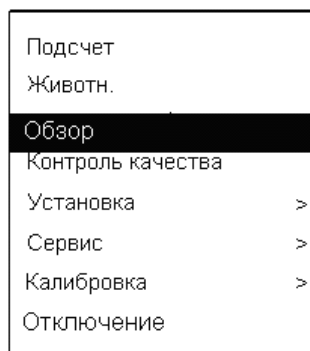 Подсчет
Животн.
Обзор
Контроль качества
Установка >
Сервис >
Калибровка >
Отключение